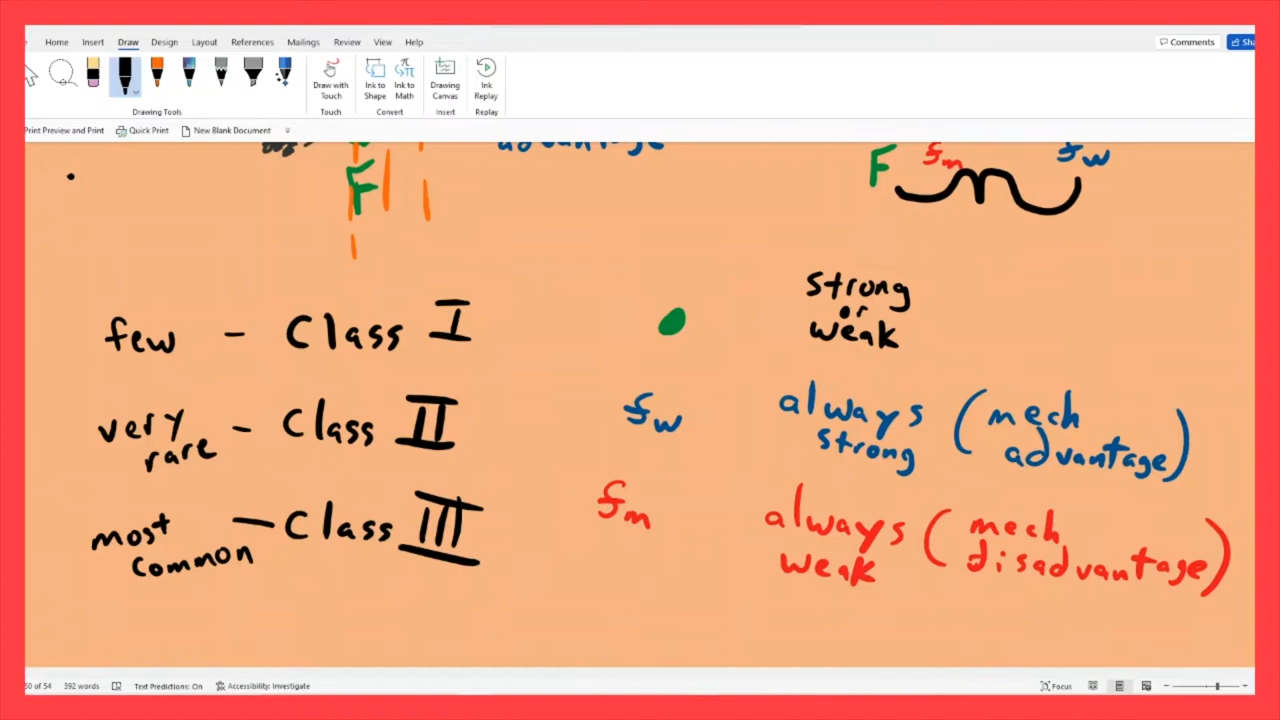 Home Insert Draw Design Layout References Mailings Review View Help
Comments
Draw with
Touch
Ink to
Shape
Ink to
Math
Drawing
Canvas
Ink
Replay
Drawing Tools
Touch
Convert
Insert
Replay
Print Preview and Print Quick Print New Blank Document
advantage
F
F fm fw
few - Class I
strong
or
weak
very
rare - Class II
fw
always
strong
(mech
advantage)
most
common - Class III
fm
always
weak
(mech
disadvantage)
of 54 392 words Text Predictions: On Accessibility: Investigate
Focus